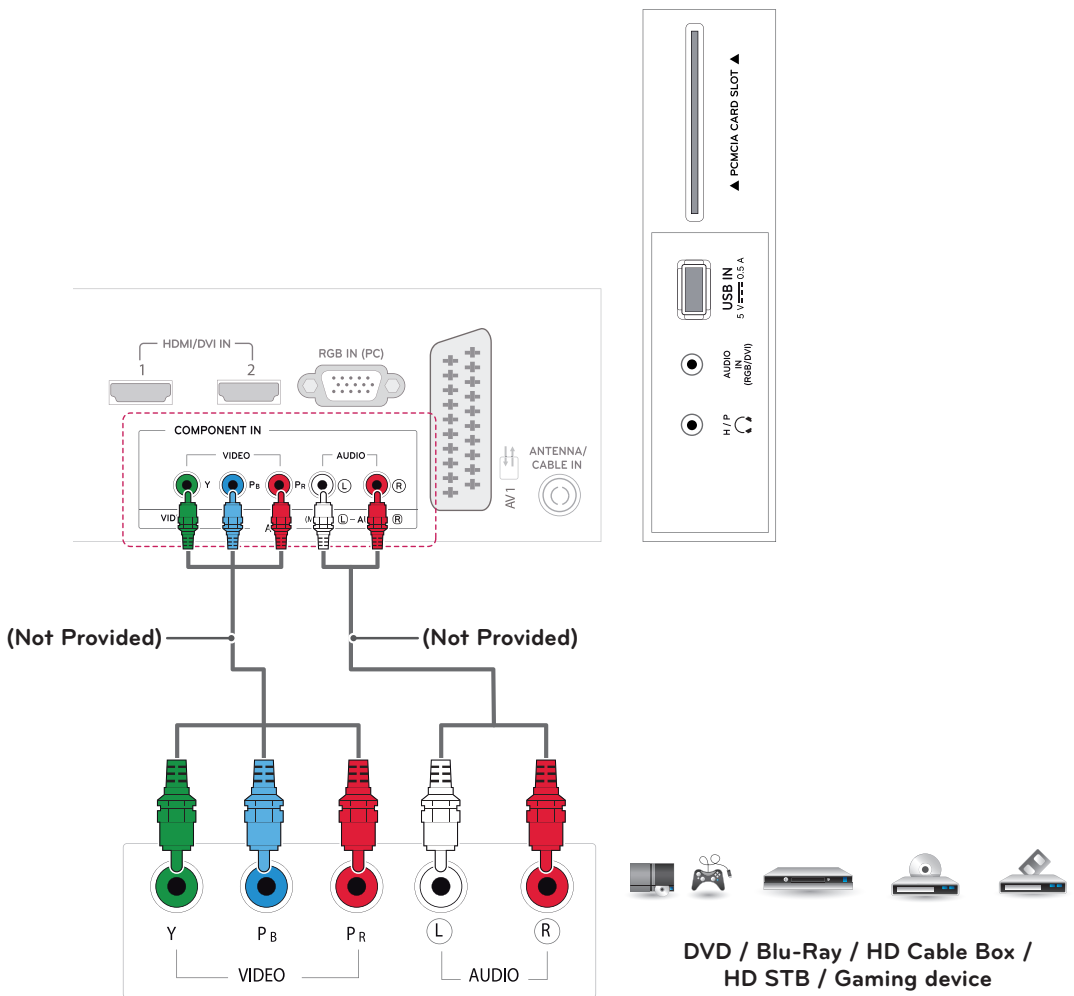 ▲ PCMCIA CARD SLOT ▲
USB IN
5 V 0.5 A
AUDIO
IN
(RGB/DVI)
H / P
HDMI/DVI IN
1
2
RGB IN (PC)
COMPONENT IN
VIDEO
AUDIO
Y
PB
PR
L
R
L
R
AV 1
ANTENNA/
CABLE IN
(Not Provided)
(Not Provided)
Y
PB
PR
L
R
VIDEO
AUDIO
DVD / Blu-Ray / HD Cable Box /
HD STB / Gaming device